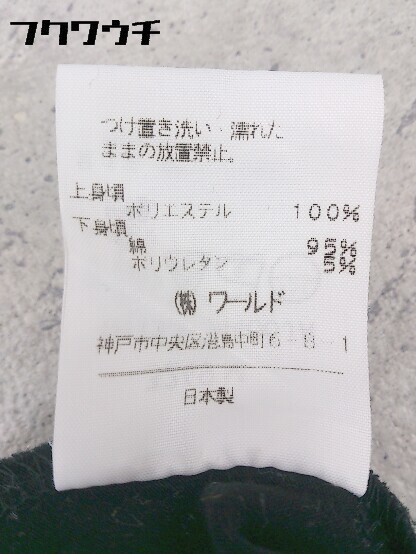 フクワウチ
つけ置き洗い・濡れた
ままの放置禁止。
上身頃
ポリエステル 100%
下身頃
綿 95%
ポリウレタン 5%
㈱ ワールド
神戸市中央区港島中町6-8-1
日本製